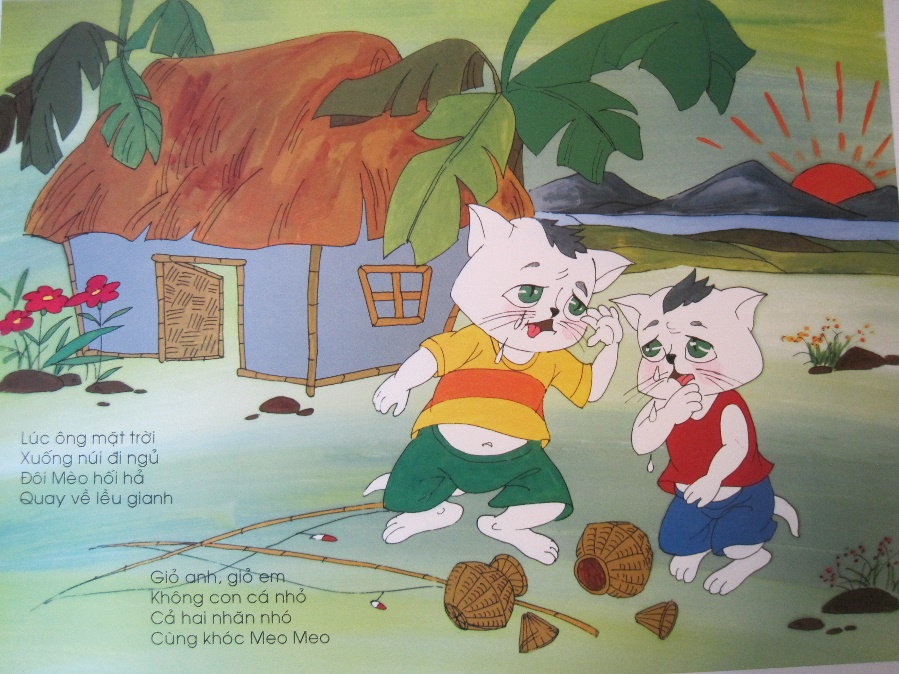 Lúc ông mặt trời
Xuống núi đi ngủ
Đôi Mèo hối hả
Quay về lều gianh
Giỏ anh, giỏ em
Không con cá nhỏ
Cả hai nhăn nhó
Cùng khóc Meo Meo